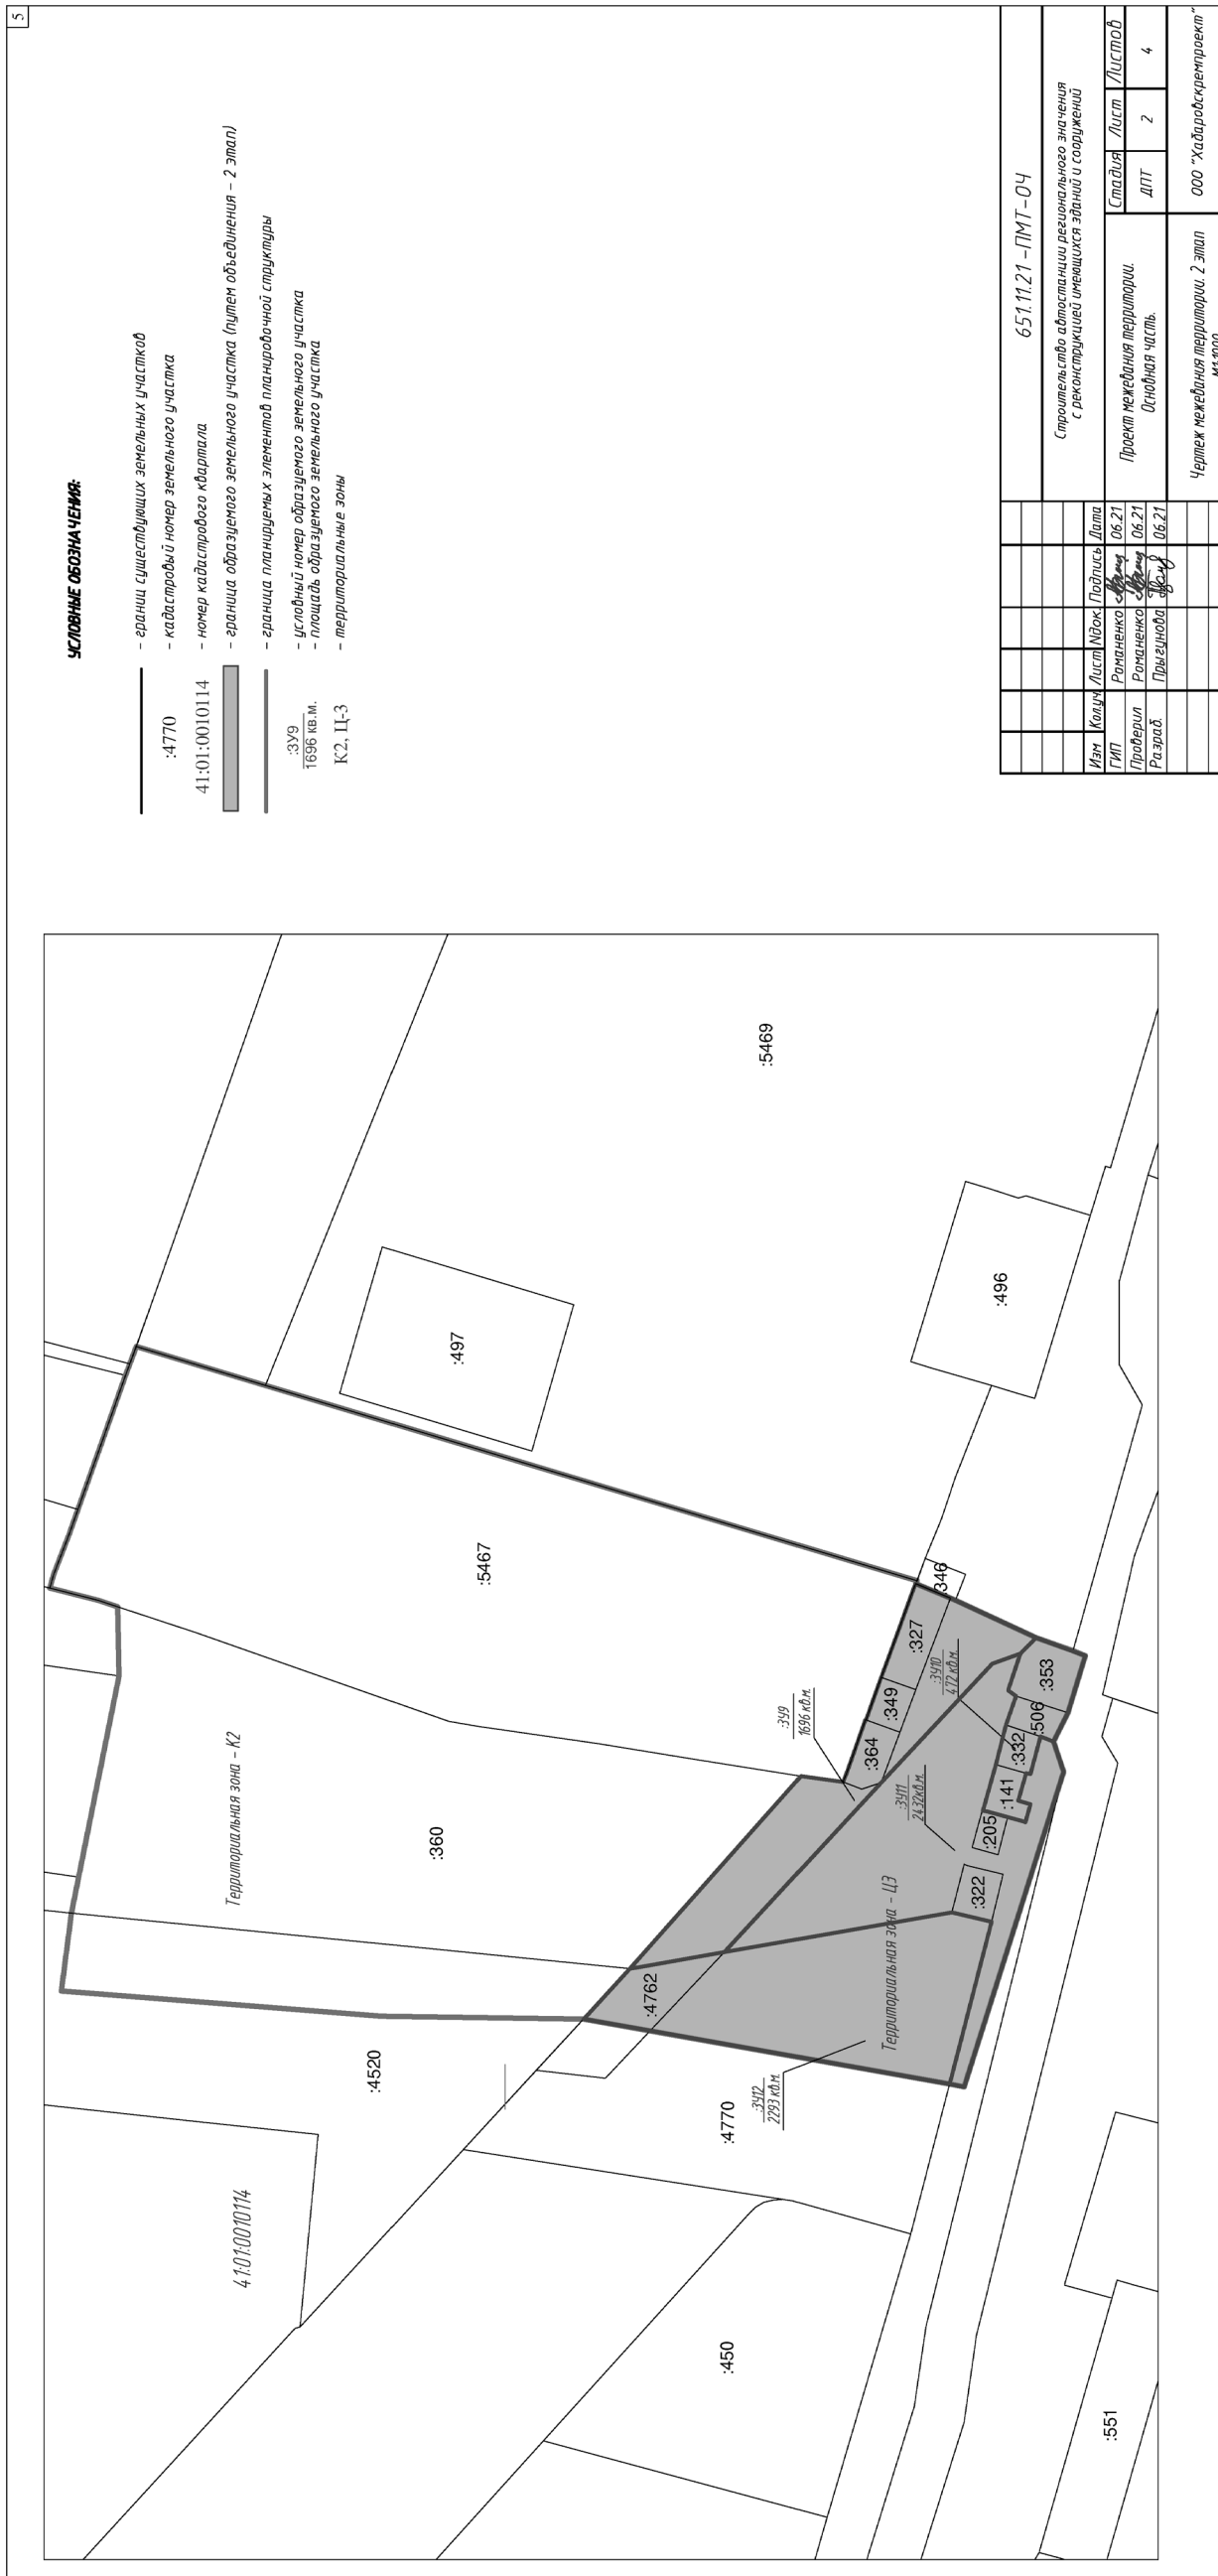 5
УСЛОВНЫЕ ОБОЗНАЧЕНИЯ:
– границ существующих земельных участков
:4770 – кадастровый номер земельного участка
41:01:0010114 – номер кадастрового квартала
– граница образуемого земельного участка (путем объединения – 2 этап)
– граница планируемых элементов планировочной структуры
:ЗУ9 – условный номер образуемого земельного участка
1696 кв.м. – площадь образуемого земельного участка
К2, Ц-3 – территориальные зоны
41:01:0010114
:4520
Территориальная зона – К2
:360
:5467
:497
:5469
:496
:450
:551
:4770
:ЗУ12
2293 кв.м.
:4762
Территориальная зона – Ц3
:ЗУ11
2432кв.м.
:ЗУ9
1696 кв.м.
:ЗУ10
472 кв.м.
:364
:349
:327
:346
:322
:205
:141
:332
:506
:353
651.11.21 -ПМТ-ОЧ
Строительство автостанции регионального значения
с реконструкцией имеющихся зданий и сооружений
Изм Кол.уч Лист Nдок. Подпись Дата
ГИП Романенко 06.21
Проверил Романенко 06.21
Разраб. Прыгунова 06.21
Проект межевания территории.
Основная часть.
Стадия Лист Листов
ДПТ 2 4
Чертеж межевания территории. 2 этап
М1:1000
ООО "Хабаровскремпроект"